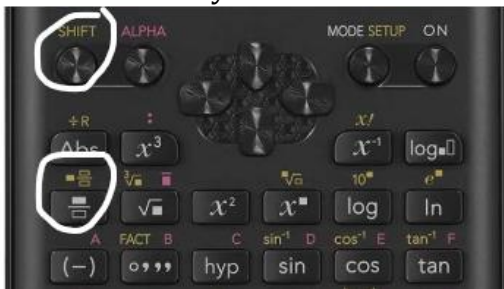 SHIFT ALPHA MODE SETUP ON
÷R : x!
Abs x³ x⁻¹ log■▯
■▤ ³√■ ■̅ ■√▫ 10■ e■
√■ x² x■ log ln
A FACT B C sin⁻¹ D cos⁻¹ E tan⁻¹ F
(−) °’’’ hyp sin cos tan